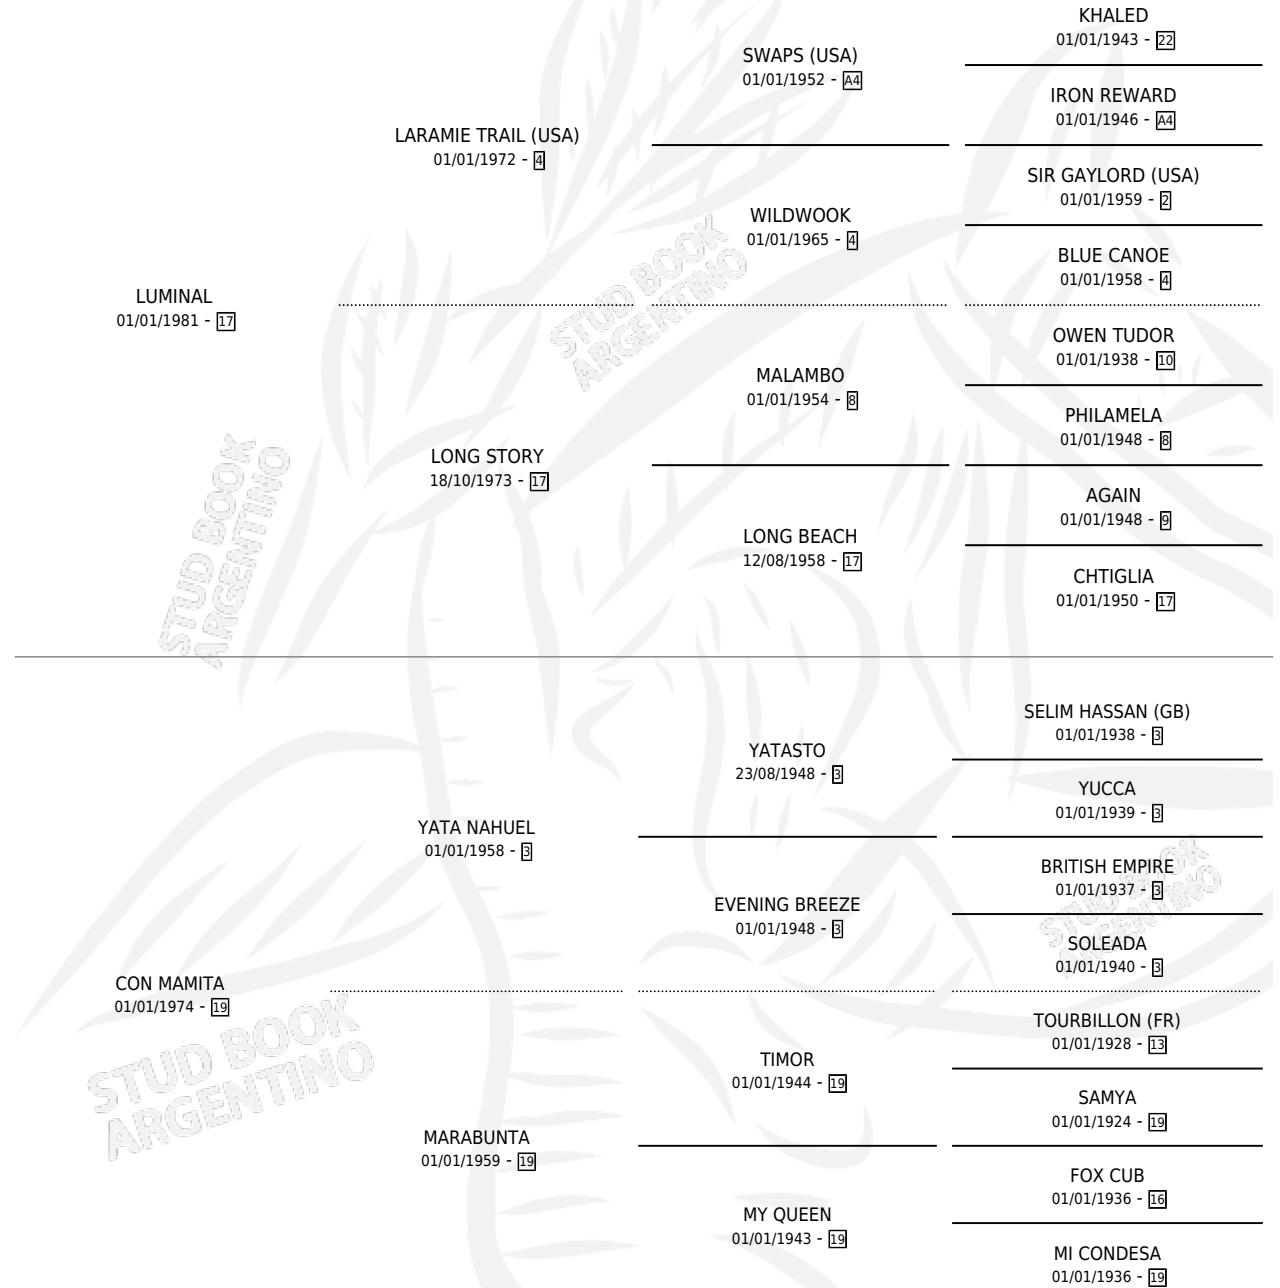 KHALED
01/01/1943 - 22
SWAPS (USA)
01/01/1952 - A4
IRON REWARD
01/01/1946 - A4
LARAMIE TRAIL (USA)
01/01/1972 - 4
SIR GAYLORD (USA)
01/01/1959 - 2
WILDWOOK
01/01/1965 - 4
BLUE CANOE
01/01/1958 - 4
LUMINAL
01/01/1981 - 17
OWEN TUDOR
01/01/1938 - 10
MALAMBO
01/01/1954 - 8
PHILAMELA
01/01/1948 - 8
LONG STORY
18/10/1973 - 17
AGAIN
01/01/1948 - 9
LONG BEACH
12/08/1958 - 17
CHTIGLIA
01/01/1950 - 17
SELIM HASSAN (GB)
01/01/1938 - 3
YATASTO
23/08/1948 - 3
YUCCA
01/01/1939 - 3
YATA NAHUEL
01/01/1958 - 3
BRITISH EMPIRE
01/01/1937 - 3
EVENING BREEZE
01/01/1948 - 3
SOLEADA
01/01/1940 - 3
CON MAMITA
01/01/1974 - 19
TOURBILLON (FR)
01/01/1928 - 13
TIMOR
01/01/1944 - 19
SAMYA
01/01/1924 - 19
MARABUNTA
01/01/1959 - 19
FOX CUB
01/01/1936 - 16
MY QUEEN
01/01/1943 - 19
MI CONDESA
01/01/1936 - 19
STUD BOOK
ARGENTINO
STUD BOOK
ARGENTINO
STUD BOOK
ARGENTINO
STUD BOOK
ARGENTINO